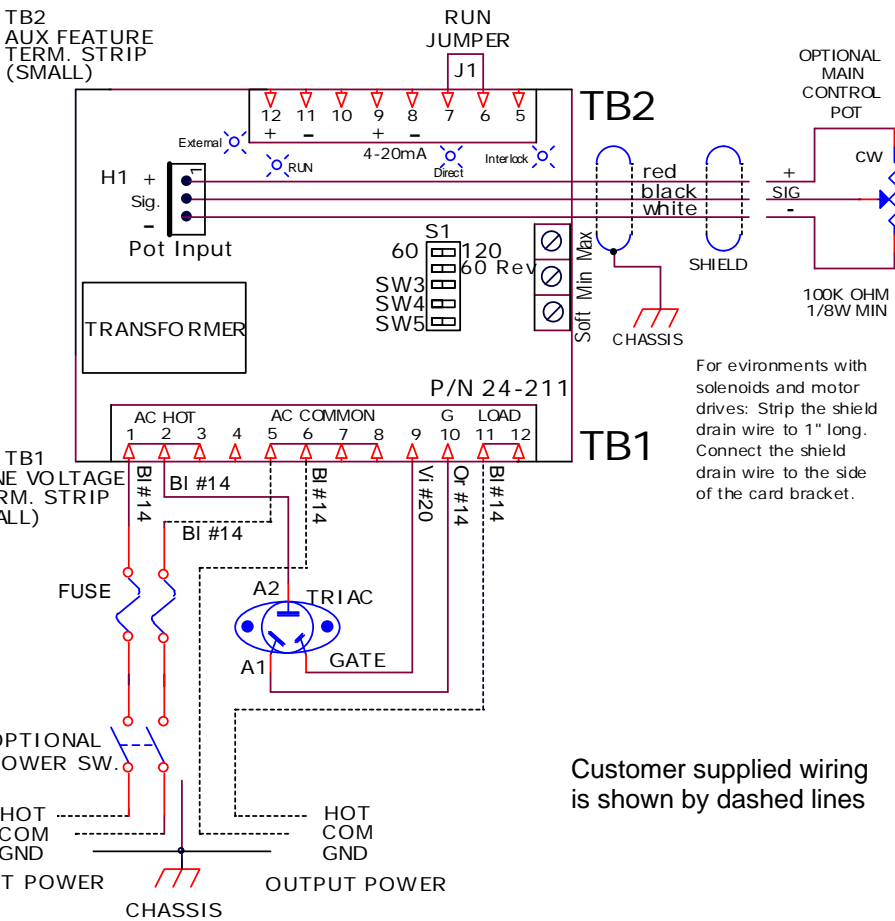 TB2
AUX FEATURE
TERM. STRIP
(SMALL)
RUN
JUMPER
J1
12 11 10 9 8 7 6 5
+ - + -
TB2
OPTIONAL
MAIN
CONTROL
POT
External
RUN
4-20mA
Direct
Interlock
CW
H1 + 1
Sig.
-
Pot Input
red
black
white
+
SIG
-
S1
60 120
60 Rev
SW3
SW4
SW5
Soft Min Max
SHIELD
CHASSIS
100K OHM
1/8W MIN
TRANSFORMER
For evironments with
solenoids and motor
drives: Strip the shield
drain wire to 1" long.
Connect the shield
drain wire to the side
of the card bracket.
P/N 24-211
AC HOT AC COMMON G LOAD
1 2 3 4 5 6 7 8 9 10 11 12
TB1
TB1
NE VOLTAGE
RM. STRIP
ALL)
Bl #14
Bl #14
Bl #14
Bl #14
Vi #20
Or #14
Bl #14
FUSE
A2
TRIAC
A1
GATE
OPTIONAL
OWER SW.
HOT
COM
GND
T POWER
HOT
COM
GND
OUTPUT POWER
CHASSIS
Customer supplied wiring
is shown by dashed lines